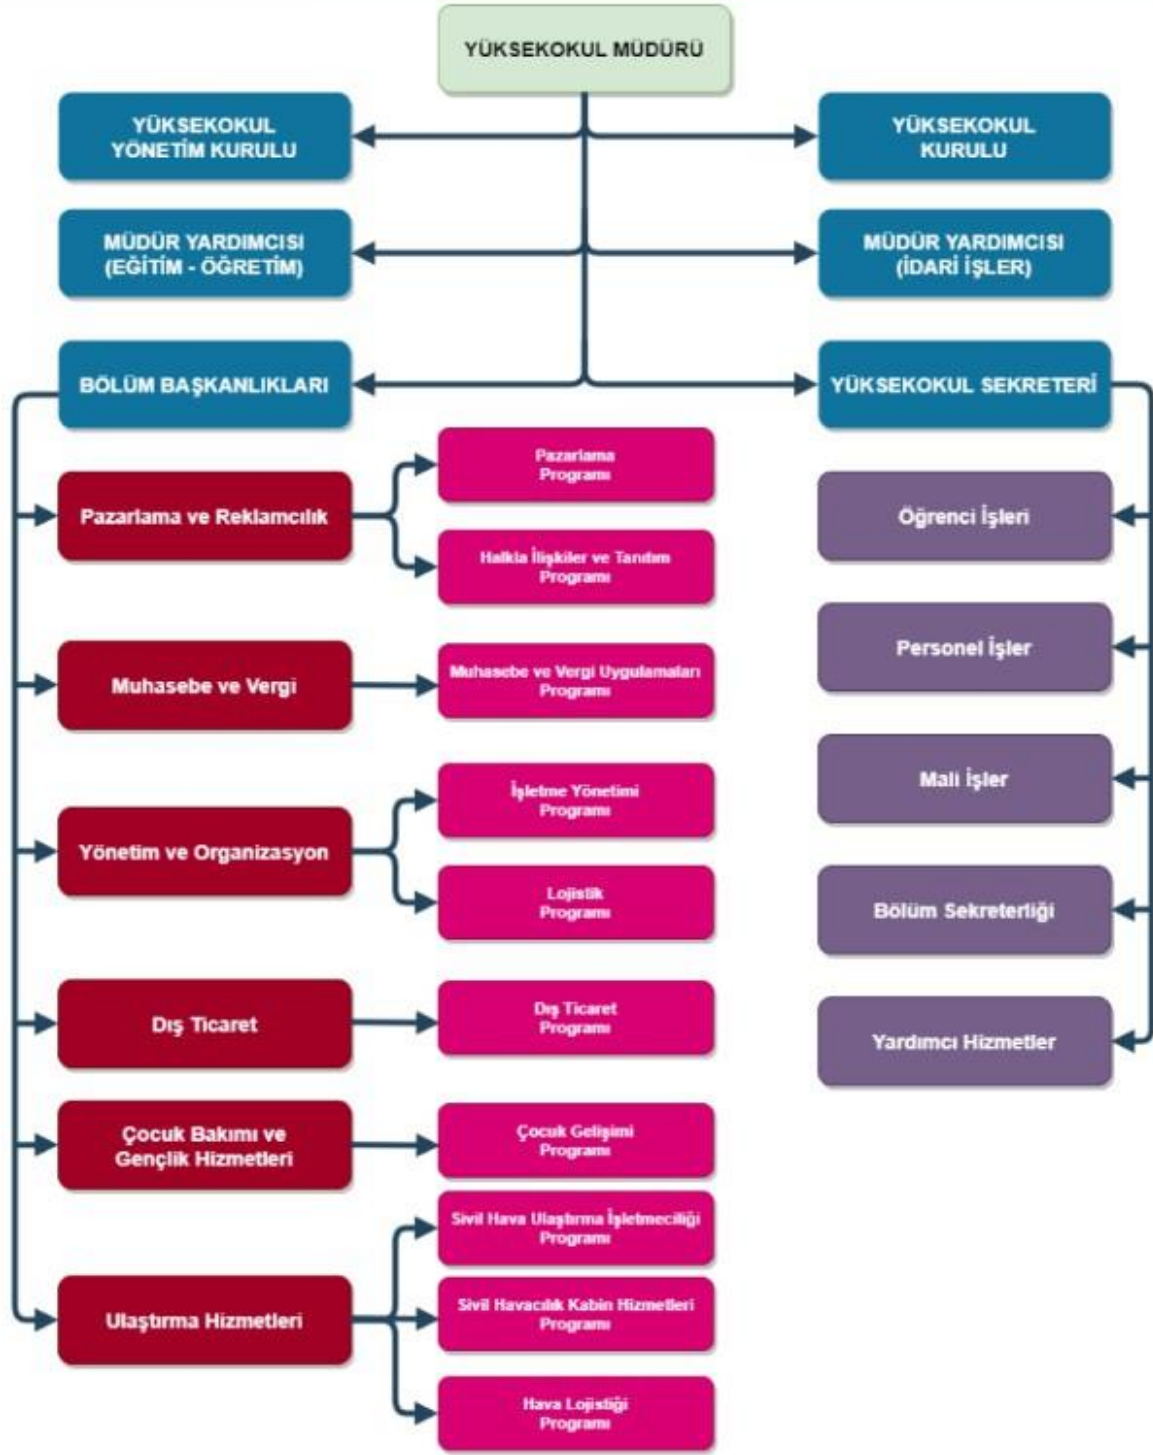 YÜKSEKOKUL MÜDÜRÜ
YÜKSEKOKUL
YÖNETİM KURULU
YÜKSEKOKUL
KURULU
MÜDÜR YARDIMCISI
(EĞİTİM - ÖĞRETİM)
MÜDÜR YARDIMCISI
(İDARİ İŞLER)
BÖLÜM BAŞKANLIKLARI
YÜKSEKOKUL SEKRETERİ
Pazarlama ve Reklamcılık
Pazarlama
Programı
Halkla İlişkiler ve Tanıtım
Programı
Muhasebe ve Vergi
Muhasebe ve Vergi Uygulamaları
Programı
Yönetim ve Organizasyon
İşletme Yönetimi
Programı
Lojistik
Programı
Dış Ticaret
Dış Ticaret
Programı
Çocuk Bakımı ve
Gençlik Hizmetleri
Çocuk Gelişimi
Programı
Ulaştırma Hizmetleri
Sivil Hava Ulaştırma İşletmeciliği
Programı
Sivil Havacılık Kabin Hizmetleri
Programı
Hava Lojistiği
Programı
Öğrenci İşleri
Personel İşler
Mali İşler
Bölüm Sekreterliği
Yardımcı Hizmetler